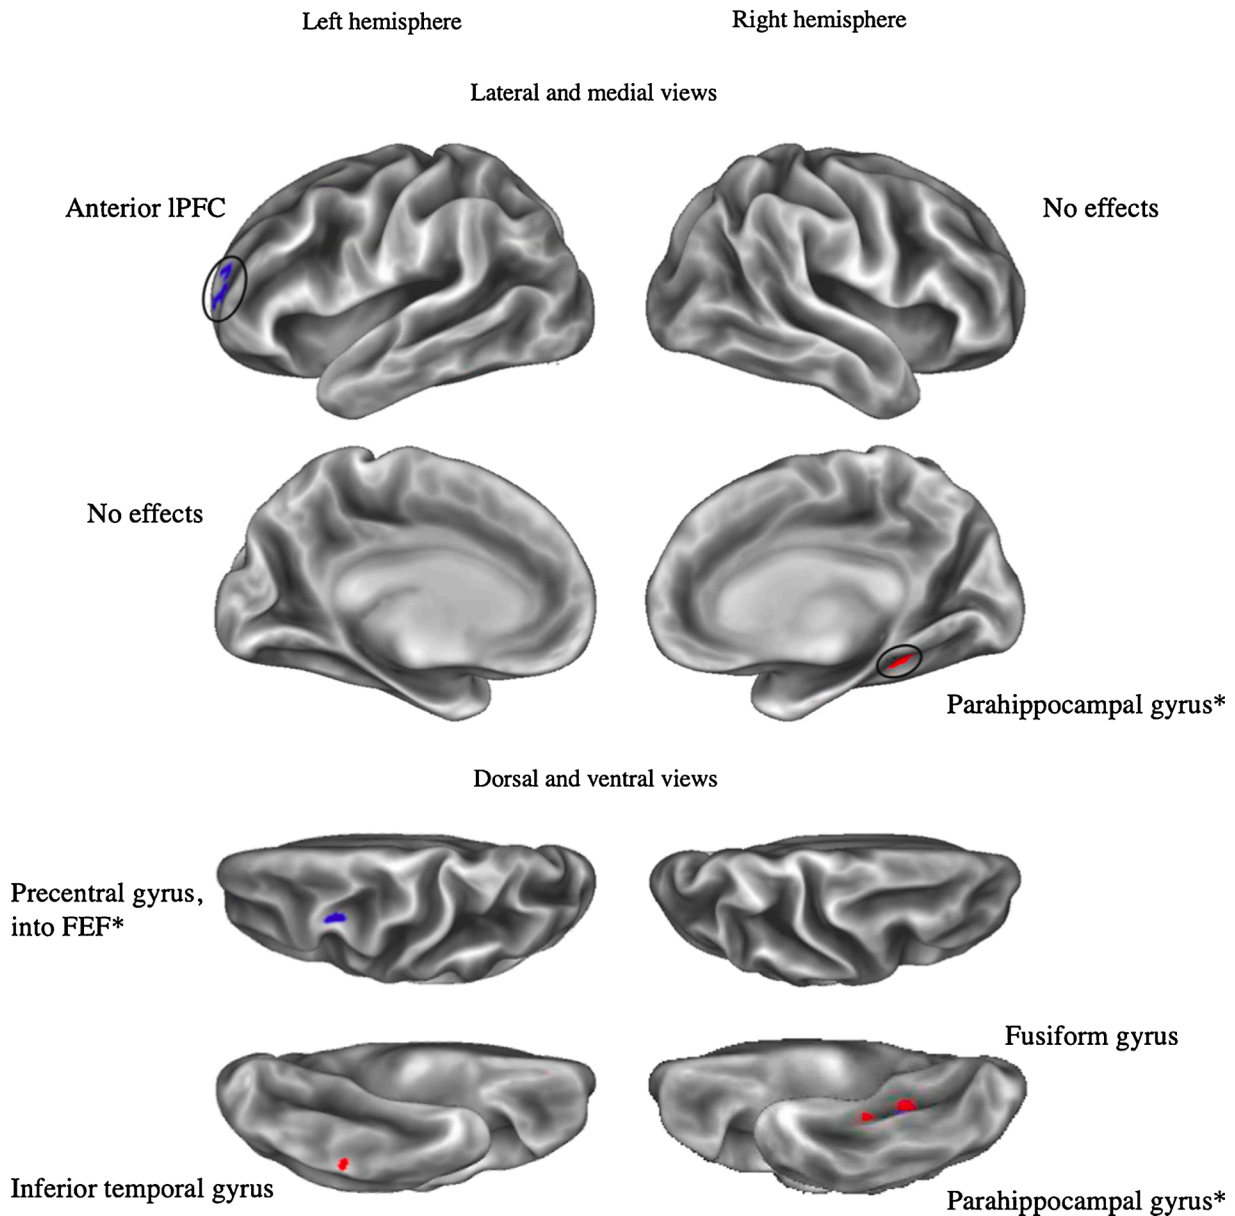 Left hemisphere
Right hemisphere
Lateral and medial views
Anterior lPFC
No effects
No effects
Parahippocampal gyrus*
Dorsal and ventral views
Precentral gyrus,
into FEF*
Fusiform gyrus
Inferior temporal gyrus
Parahippocampal gyrus*